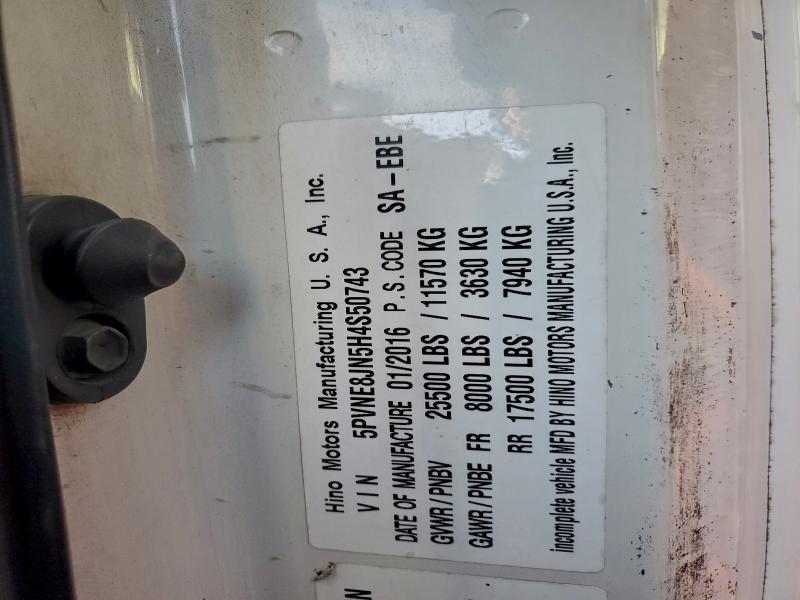 Hino Motors Manufacturing U. S. A., Inc.
VIN 5PVNE8JN5H4S50743
DATE OF MANUFACTURE 01/2016 P.S. CODE SA-EBE
GVWR/PNBV 25500 LBS / 11570 KG
GAWR/PNBE FR 8000 LBS / 3630 KG
RR 17500 LBS / 7940 KG
incomplete vehicle MFD BY HINO MOTORS MANUFACTURING U.S.A., Inc.